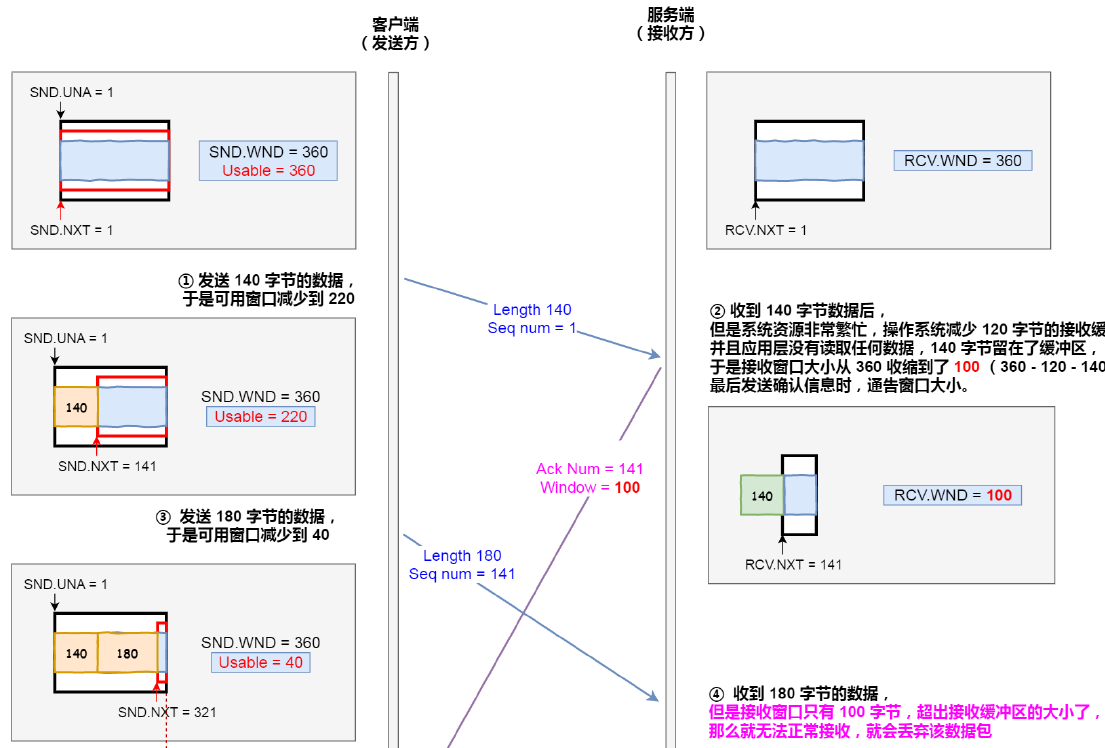 客户端
（发送方）
服务端
（接收方）
SND.UNA = 1
SND.WND = 360
Usable = 360
SND.NXT = 1
RCV.WND = 360
RCV.NXT = 1
① 发送 140 字节的数据，
于是可用窗口减少到 220
Length 140
Seq num = 1
② 收到 140 字节数据后，
但是系统资源非常繁忙，操作系统减少 120 字节的接收缓
并且应用层没有读取任何数据，140 字节留在了缓冲区，
于是接收窗口大小从 360 收缩到了 100（ 360 - 120 - 140
最后发送确认信息时，通告窗口大小。
SND.UNA = 1
140
SND.WND = 360
Usable = 220
SND.NXT = 141
Ack Num = 141
Window = 100
140
RCV.WND = 100
RCV.NXT = 141
③ 发送 180 字节的数据，
于是可用窗口减少到 40
Length 180
Seq num = 141
SND.UNA = 1
140
180
SND.WND = 360
Usable = 40
SND.NXT = 321
④ 收到 180 字节的数据，
但是接收窗口只有 100 字节，超出接收缓冲区的大小了，
那么就无法正常接收，就会丢弃该数据包